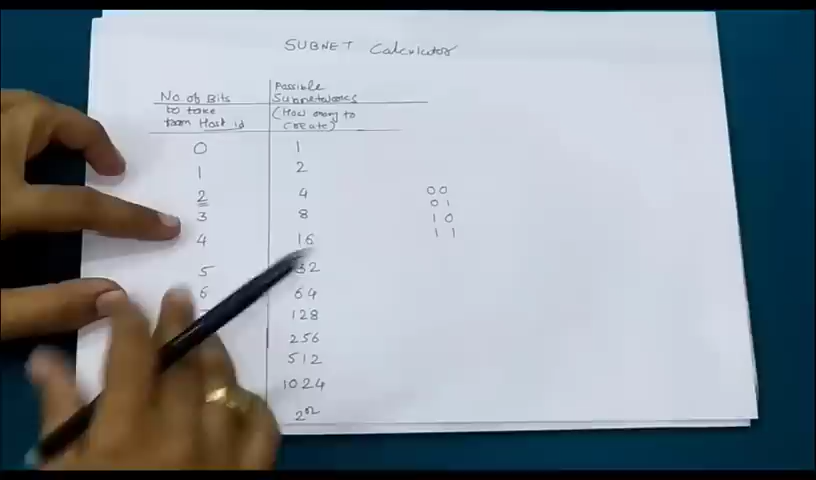 SUBNET Calculator
No. of Bits to take from Host id
Possible Subnetworks (How many to create)
0 1
1 2
2 4 00
3 8 01
4 16 10
5 32 11
6 64
128
256
512
1024